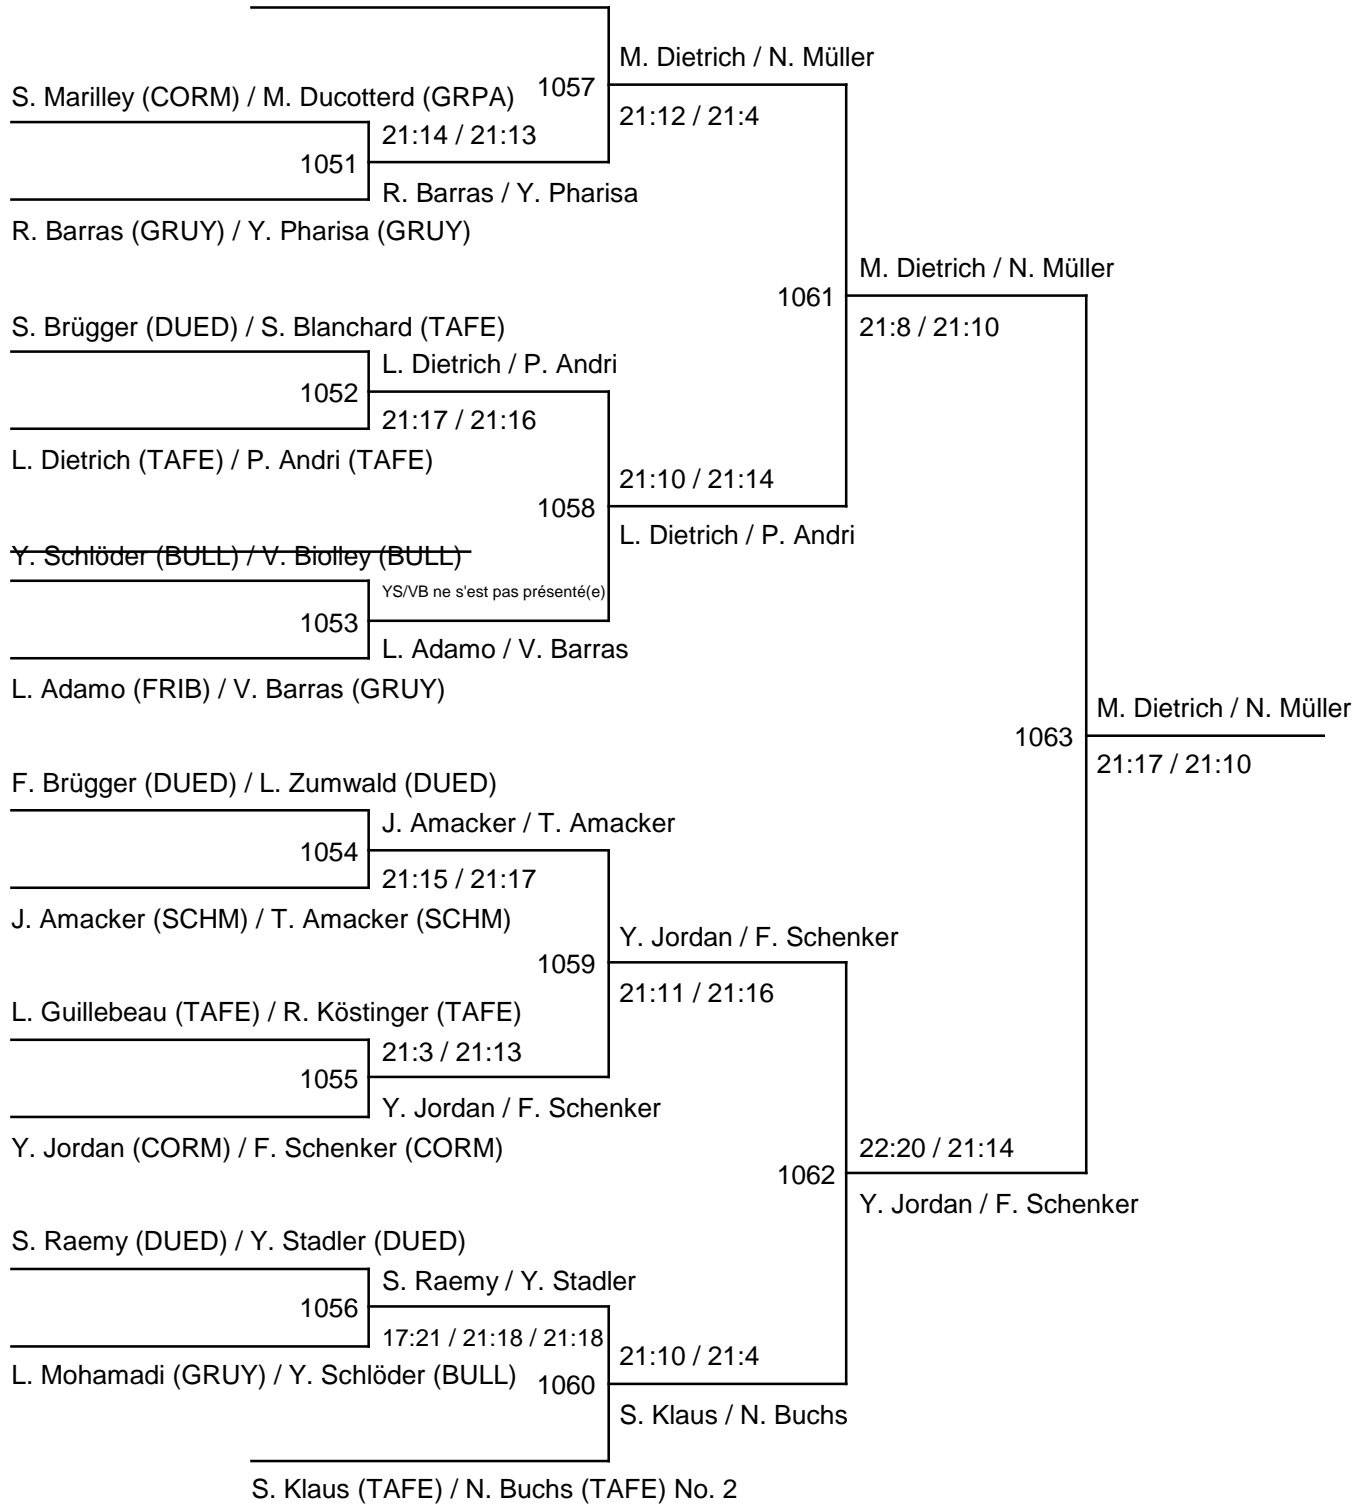 M. Dietrich / N. Müller
1057
S. Marilley (CORM) / M. Ducotterd (GRPA)
21:12 / 21:4
21:14 / 21:13
1051
R. Barras / Y. Pharisa
R. Barras (GRUY) / Y. Pharisa (GRUY)
M. Dietrich / N. Müller
1061
S. Brügger (DUED) / S. Blanchard (TAFE)
21:8 / 21:10
L. Dietrich / P. Andri
1052
21:17 / 21:16
L. Dietrich (TAFE) / P. Andri (TAFE)
21:10 / 21:14
1058
L. Dietrich / P. Andri
Y. Schlöder (BULL) / V. Biolley (BULL)
YS/VB ne s'est pas présenté(e)
1053
L. Adamo / V. Barras
L. Adamo (FRIB) / V. Barras (GRUY)
M. Dietrich / N. Müller
1063
21:17 / 21:10
F. Brügger (DUED) / L. Zumwald (DUED)
J. Amacker / T. Amacker
1054
21:15 / 21:17
J. Amacker (SCHM) / T. Amacker (SCHM)
Y. Jordan / F. Schenker
1059
21:11 / 21:16
L. Guillebeau (TAFE) / R. Köstinger (TAFE)
21:3 / 21:13
1055
Y. Jordan / F. Schenker
Y. Jordan (CORM) / F. Schenker (CORM)
22:20 / 21:14
1062
Y. Jordan / F. Schenker
S. Raemy (DUED) / Y. Stadler (DUED)
S. Raemy / Y. Stadler
1056
17:21 / 21:18 / 21:18
21:10 / 21:4
L. Mohamadi (GRUY) / Y. Schlöder (BULL)
1060
S. Klaus / N. Buchs
S. Klaus (TAFE) / N. Buchs (TAFE) No. 2